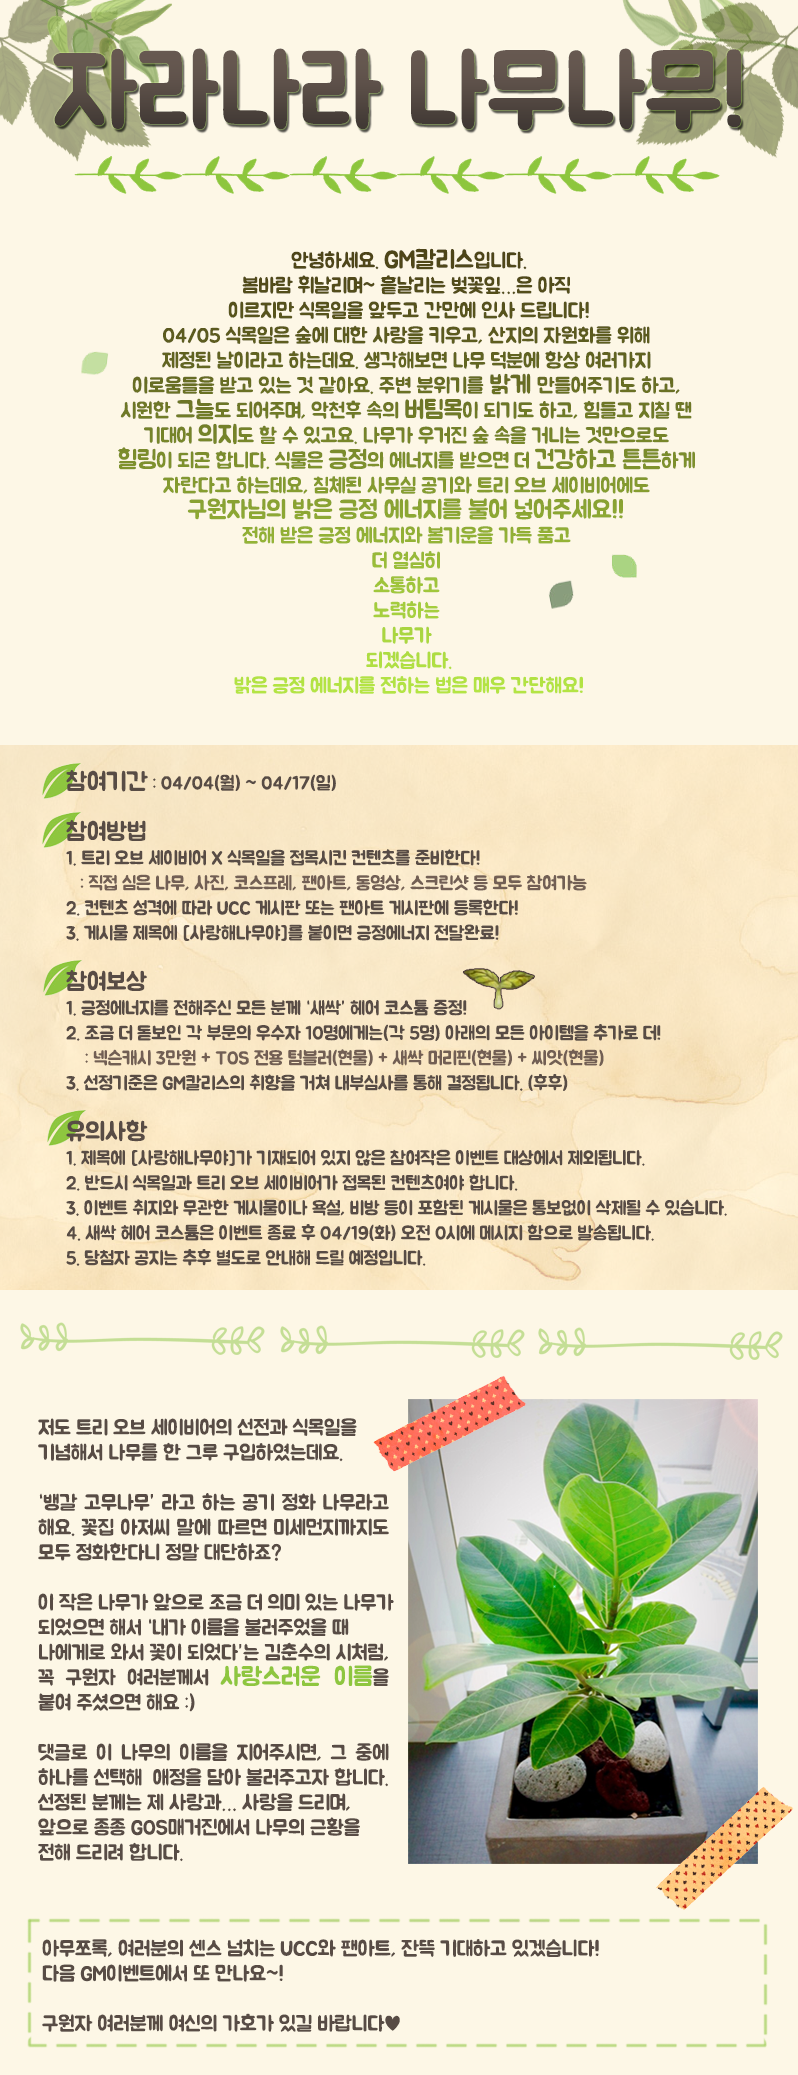 자라나라 나무나무!
안녕하세요. GM칼리스입니다.
봄바람 휘날리며~ 흩날리는 벚꽃잎...은 아직
이르지만 식목일을 앞두고 간만에 인사 드립니다!
04/05 식목일은 숲에 대한 사랑을 키우고, 산지의 자원화를 위해
제정된 날이라고 하는데요. 생각해보면 나무 덕분에 항상 여러가지
이로움들을 받고 있는 것 같아요. 주변 분위기를 밝게 만들어주기도 하고,
시원한 그늘도 되어주며, 악천후 속의 버팀목이 되기도 하고, 힘들고 지칠 땐
기대어 의지도 할 수 있고요. 나무가 우거진 숲 속을 거니는 것만으로도
힐링이 되곤 합니다. 식물은 긍정의 에너지를 받으면 더 건강하고 튼튼하게
자란다고 하는데요, 침체된 사무실 공기와 트리 오브 세이비어에도
구원자님의 밝은 긍정 에너지를 불어 넣어주세요!!
전해 받은 긍정 에너지와 봄기운을 가득 품고
더 열심히
소통하고
노력하는
나무가
되겠습니다.
밝은 긍정 에너지를 전하는 법은 매우 간단해요!
참여기간 : 04/04(월) ~ 04/17(일)
참여방법
1. 트리 오브 세이비어 X 식목일을 접목시킨 컨텐츠를 준비한다!
: 직접 심은 나무, 사진, 코스프레, 팬아트, 동영상, 스크린샷 등 모두 참여가능
2. 컨텐츠 성격에 따라 UCC 게시판 또는 팬아트 게시판에 등록한다!
3. 게시물 제목에 [사랑해나무야]를 붙이면 긍정에너지 전달완료!
참여보상
1. 긍정에너지를 전해주신 모든 분께 '새싹' 헤어 코스튬 증정!
2. 조금 더 돋보인 각 부문의 우수자 10명에게는(각 5명) 아래의 모든 아이템을 추가로 더!
: 넥슨캐시 3만원 + TOS 전용 텀블러(현물) + 새싹 머리핀(현물) + 씨앗(현물)
3. 선정기준은 GM칼리스의 취향을 거쳐 내부심사를 통해 결정됩니다. (후후)
유의사항
1. 제목에 [사랑해나무야]가 기재되어 있지 않은 참여작은 이벤트 대상에서 제외됩니다.
2. 반드시 식목일과 트리 오브 세이비어가 접목된 컨텐츠여야 합니다.
3. 이벤트 취지와 무관한 게시물이나 욕설, 비방 등이 포함된 게시물은 통보없이 삭제될 수 있습니다.
4. 새싹 헤어 코스튬은 이벤트 종료 후 04/19(화) 오전 0시에 메시지 함으로 발송됩니다.
5. 당첨자 공지는 추후 별도로 안내해 드릴 예정입니다.
저도 트리 오브 세이비어의 선전과 식목일을
기념해서 나무를 한 그루 구입하였는데요.
'뱅갈 고무나무' 라고 하는 공기 정화 나무라고
해요. 꽃집 아저씨 말에 따르면 미세먼지까지도
모두 정화한다니 정말 대단하죠?
이 작은 나무가 앞으로 조금 더 의미 있는 나무가
되었으면 해서 '내가 이름을 불러주었을 때
나에게로 와서 꽃이 되었다'는 김춘수의 시처럼,
꼭 구원자 여러분께서 사랑스러운 이름을
붙여 주셨으면 해요 :)
댓글로 이 나무의 이름을 지어주시면, 그 중에
하나를 선택해 애정을 담아 불러주고자 합니다.
선정된 분께는 제 사랑과... 사랑을 드리며,
앞으로 종종 GOS매거진에서 나무의 근황을
전해 드리려 합니다.
아무쪼록, 여러분의 센스 넘치는 UCC와 팬아트, 잔뜩 기대하고 있겠습니다!
다음 GM이벤트에서 또 만나요~!
구원자 여러분께 여신의 가호가 있길 바랍니다♥